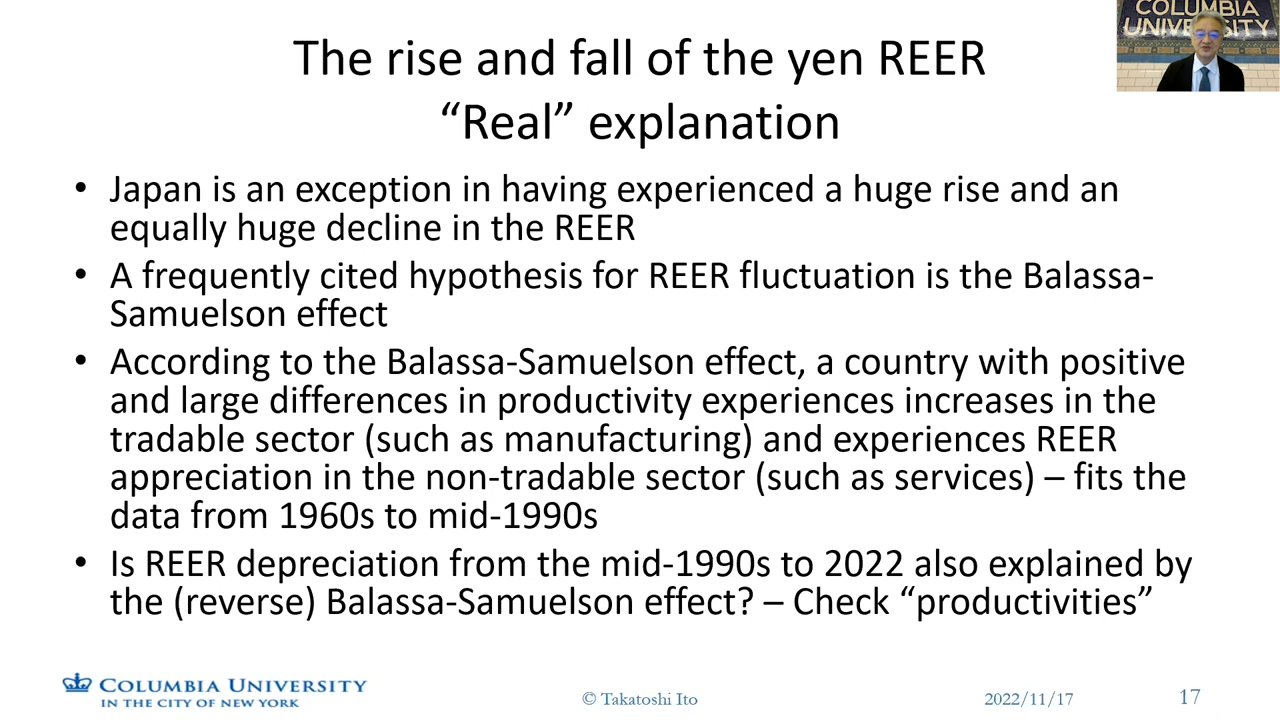 COLUMBIA
UNIVERSITY
The rise and fall of the yen REER
“Real” explanation
• Japan is an exception in having experienced a huge rise and an
equally huge decline in the REER
• A frequently cited hypothesis for REER fluctuation is the Balassa-
Samuelson effect
• According to the Balassa-Samuelson effect, a country with positive
and large differences in productivity experiences increases in the
tradable sector (such as manufacturing) and experiences REER
appreciation in the non-tradable sector (such as services) – fits the
data from 1960s to mid-1990s
• Is REER depreciation from the mid-1990s to 2022 also explained by
the (reverse) Balassa-Samuelson effect? – Check “productivities”
COLUMBIA UNIVERSITY
IN THE CITY OF NEW YORK
© Takatoshi Ito
2022/11/17
17